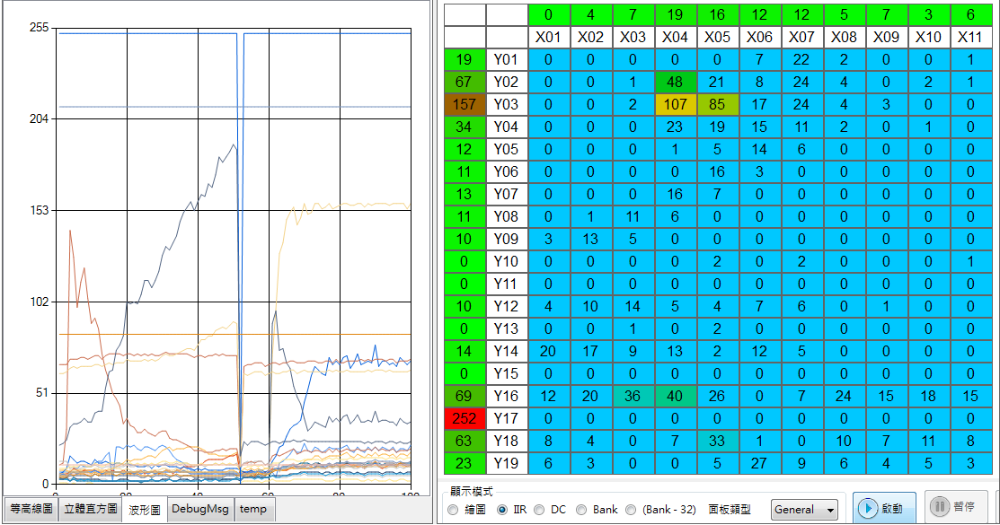 255
204
153
102
51
0
0 20 40 60 80 100
等高線圖 立體直方圖 波形圖 DebugMsg temp
0 4 7 19 16 12 12 5 7 3 6
X01 X02 X03 X04 X05 X06 X07 X08 X09 X10 X11
19 Y01 0 0 0 0 0 7 22 2 0 0 1
67 Y02 0 0 1 48 21 8 24 4 0 2 1
157 Y03 0 0 2 107 85 17 24 4 3 0 0
34 Y04 0 0 0 23 19 15 11 2 0 1 0
12 Y05 0 0 0 1 5 14 6 0 0 0 0
11 Y06 0 0 0 0 16 3 0 0 0 0 0
13 Y07 0 0 0 16 7 0 0 0 0 0 0
11 Y08 0 1 11 6 0 0 0 0 0 0 0
10 Y09 3 13 5 0 0 0 0 0 0 0 0
0 Y10 0 0 0 0 2 0 2 0 0 0 1
0 Y11 0 0 0 0 0 0 0 0 0 0 0
10 Y12 4 10 14 5 4 7 6 0 1 0 0
0 Y13 0 0 1 0 2 0 0 0 0 0 0
14 Y14 20 17 9 13 2 12 5 0 0 0 0
0 Y15 0 0 0 0 0 0 0 0 0 0 0
69 Y16 12 20 36 40 26 0 7 24 15 18 15
252 Y17 0 0 0 0 0 0 0 0 0 0 0
63 Y18 8 4 0 7 33 1 0 10 7 11 8
23 Y19 6 3 0 0 5 27 9 6 4 5 3
顯示模式
繪圖 IIR DC Bank (Bank - 32) 面板類型 General 啟動 暫停